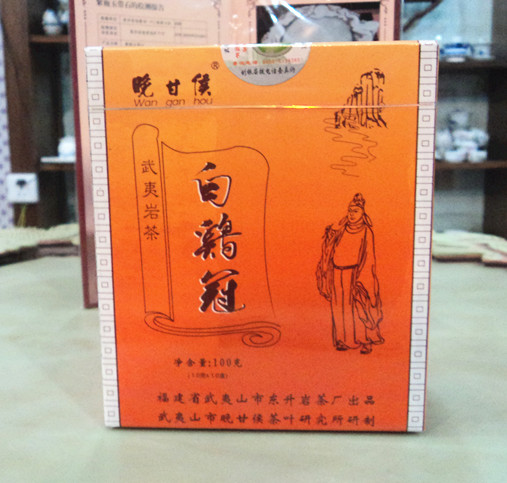 晚甘侯®
Wan gan hou
武夷岩茶
白鷄冠
净含量:100克
福建省武夷山市东升岩茶厂出品
武夷山市晚甘侯茶叶研究所研制